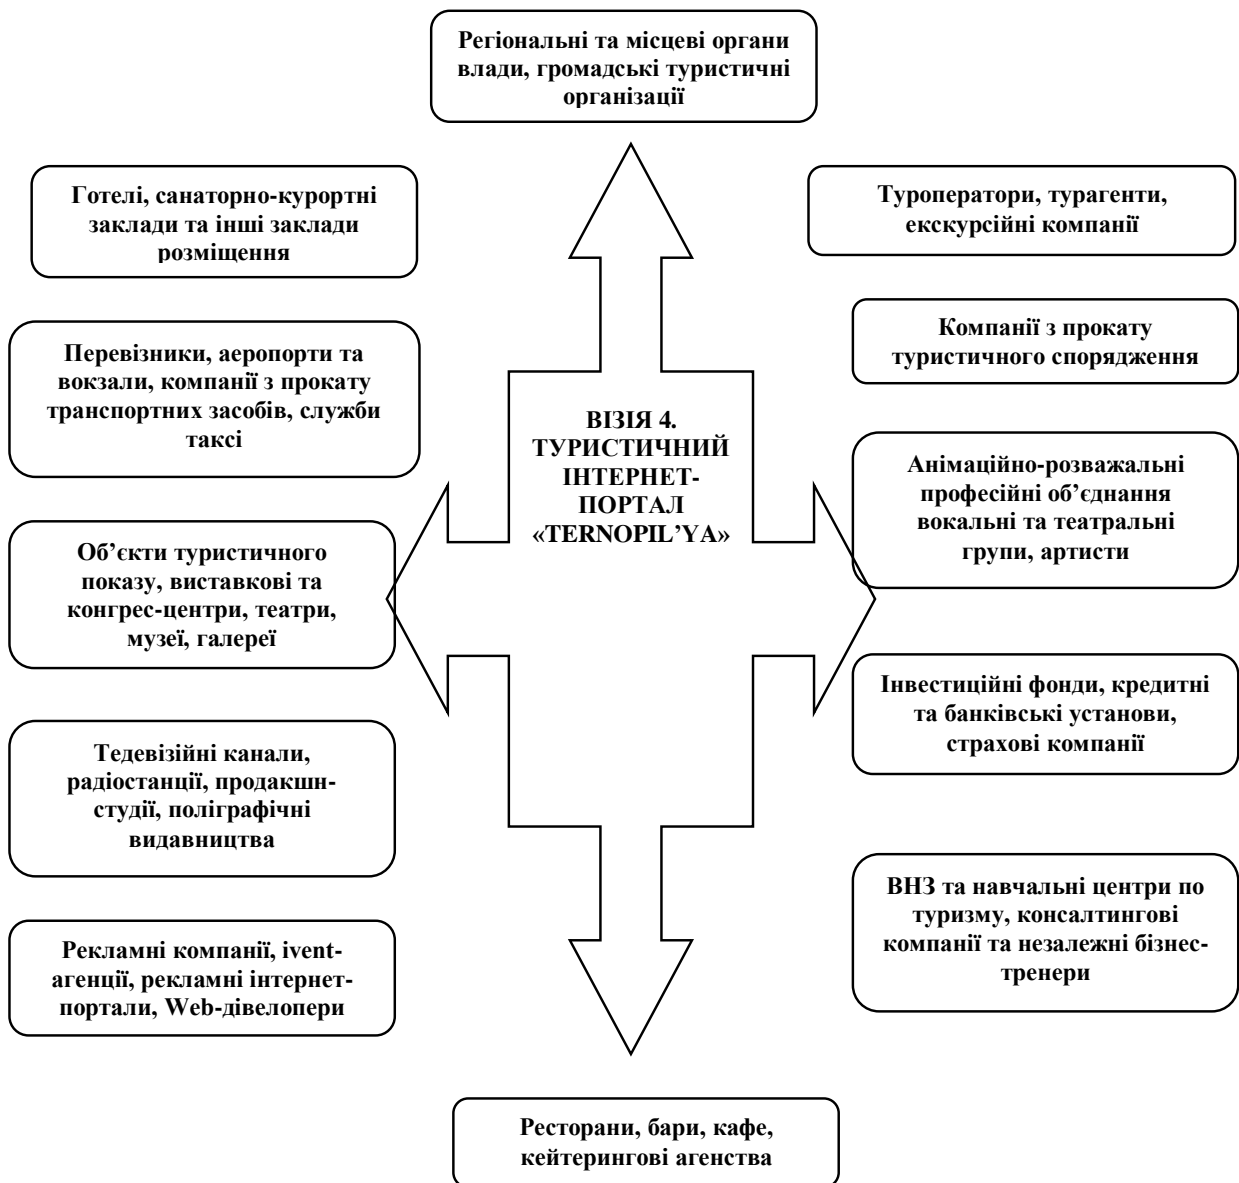 Регіональні та місцеві органи
влади, громадські туристичні
організації
Готелі, санаторно-курортні
заклади та інші заклади
розміщення
Туроператори, турагенти,
екскурсійні компанії
Перевізники, аеропорти та
вокзали, компанії з прокату
транспортних засобів, служби
таксі
Компанії з прокату
туристичного спорядження
ВІЗІЯ 4.
ТУРИСТИЧНИЙ
ІНТЕРНЕТ-
ПОРТАЛ
«TERNOPIL’YA»
Анімаційно-розважальні
професійні об’єднання
вокальні та театральні
групи, артисти
Об’єкти туристичного
показу, виставкові та
конгрес-центри, театри,
музеї, галереї
Інвестиційні фонди, кредитні
та банківські установи,
страхові компанії
Тедевізійні канали,
радіостанції, продакшн-
студії, поліграфічні
видавництва
ВНЗ та навчальні центри по
туризму, консалтингові
компанії та незалежні бізнес-
тренери
Рекламні компанії, ivent-
агенції, рекламні інтернет-
портали, Web-дівелопери
Ресторани, бари, кафе,
кейтерингові агенства